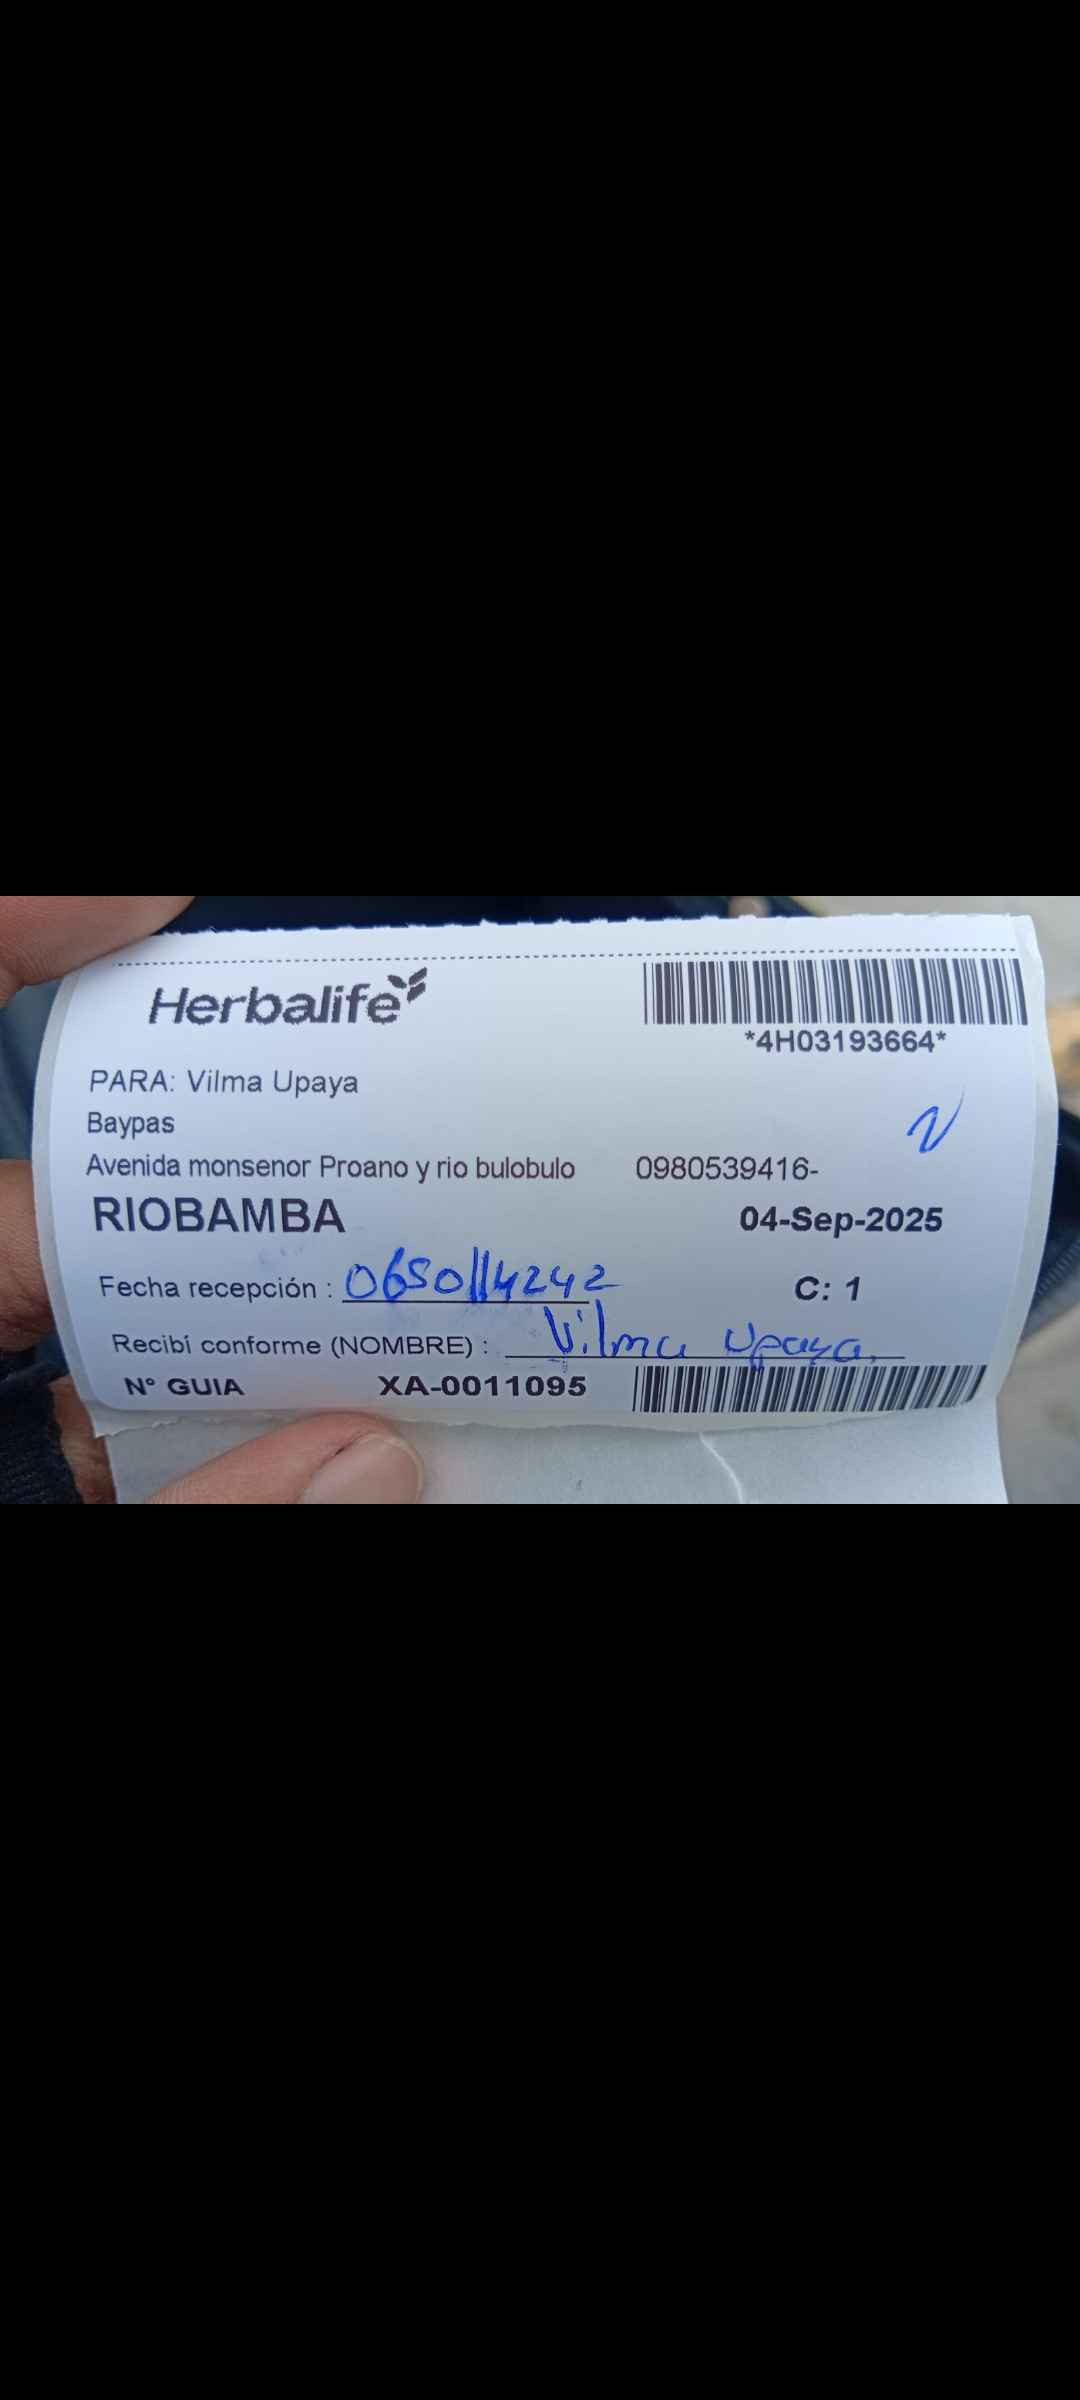 Herbalife
*4H03193664*
PARA: Vilma Upaya
Baypas
Avenida monsenor Proano y rio bulobulo 0980539416-
RIOBAMBA 04-Sep-2025
Fecha recepción : 0650114242 C: 1
Recibí conforme (NOMBRE) : Vilma Upaya.
N° GUIA XA-0011095